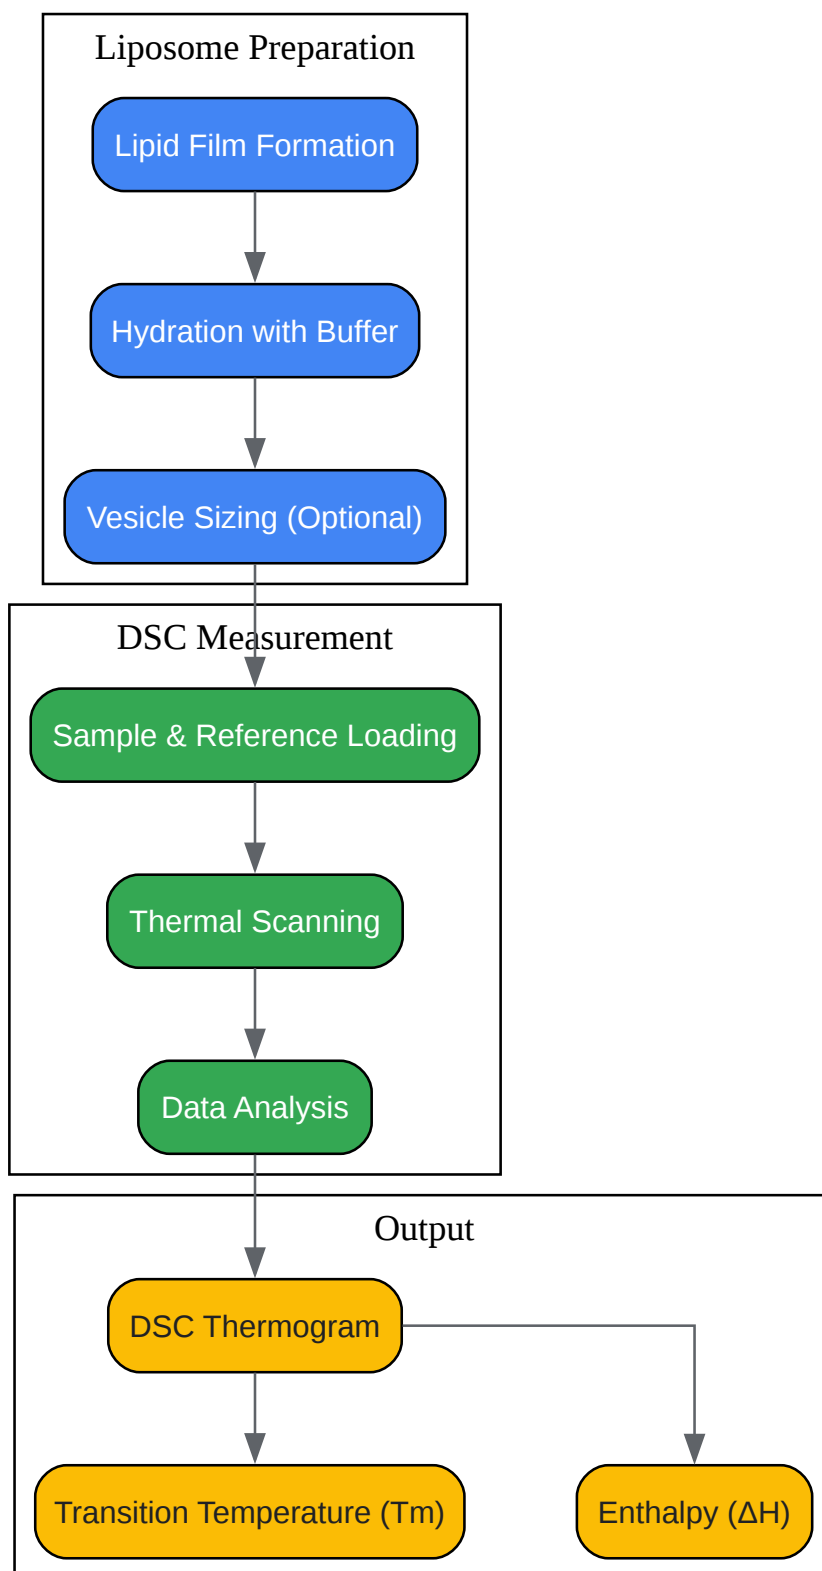 Liposome Preparation
Lipid Film Formation
Hydration with Buffer
Vesicle Sizing (Optional)
DSC Measurement
Sample & Reference Loading
Thermal Scanning
Data Analysis
Output
DSC Thermogram
Transition Temperature (Tm)
Enthalpy (ΔH)